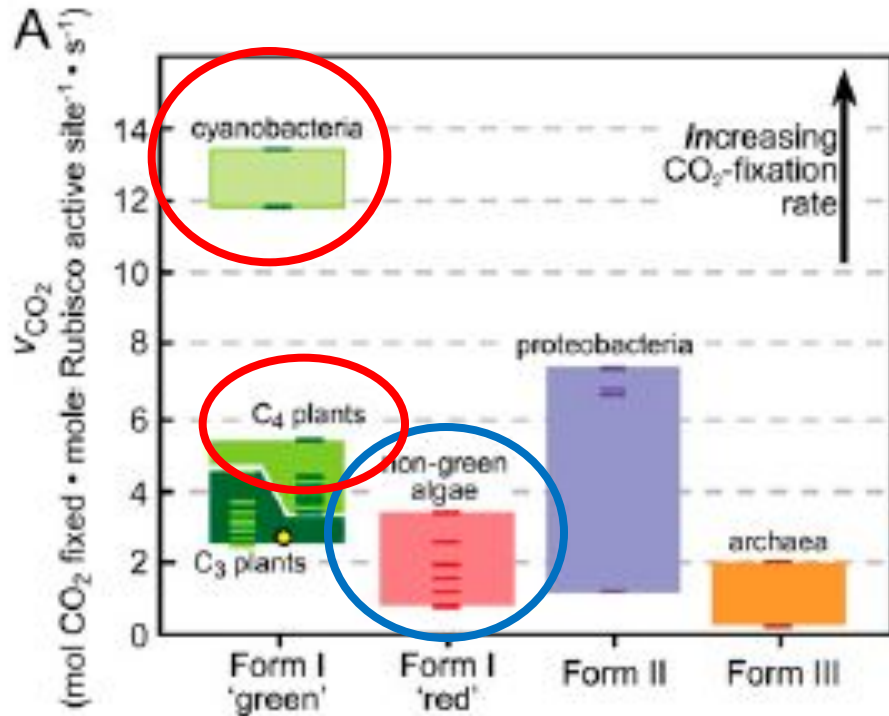 A
V CO₂
(mol CO₂ fixed • mole Rubisco active site⁻¹ • s⁻¹)
14
12
10
8
6
4
2
0
cyanobacteria
Increasing
CO₂-fixation
rate
proteobacteria
C₄ plants
non-green
algae
C₃ plants
archaea
Form I
'green'
Form I
'red'
Form II
Form III